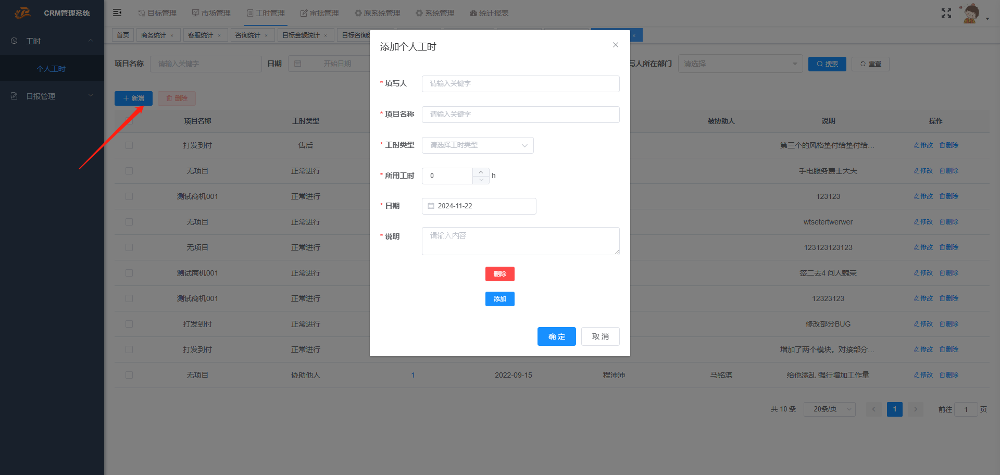 CRM管理系统
目标管理 市场管理 工时管理 审批管理 原系统管理 系统管理 统计报表
首页 商务统计 × 客服统计 × 咨询统计 × 目标金额统计 × 目标咨询统 ×
工时
个人工时
日报管理
项目名称 请输入关键字 日期 开始日期 写人所在部门 请选择 搜索 重置
+ 新增 删除
项目名称 工时类型 被协助人 说明 操作
打发到付 售后 第三个的风格垫付给垫付给... 修改 删除
无项目 正常进行 手电服务费士大夫 修改 删除
测试商机001 正常进行 123123 修改 删除
无项目 正常进行 wtsetertwerwer 修改 删除
无项目 正常进行 123123123123 修改 删除
测试商机001 正常进行 签二去4 问人魏荣 修改 删除
测试商机001 正常进行 12323123 修改 删除
打发到付 正常进行 修改部分BUG 修改 删除
打发到付 正常进行 增加了两个模块。对接部分... 修改 删除
无项目 协助他人 1 2022-09-15 程沛沛 马铭淇 给他添乱 强行增加工作量 修改 删除
共 10 条 20条/页 1 前往 1 页
添加个人工时
* 填写人 请输入关键字
* 项目名称 请输入关键字
* 工时类型 请选择工时类型
* 所用工时 0 h
* 日期 2024-11-22
* 说明 请输入内容
删除
添加
确 定 取 消